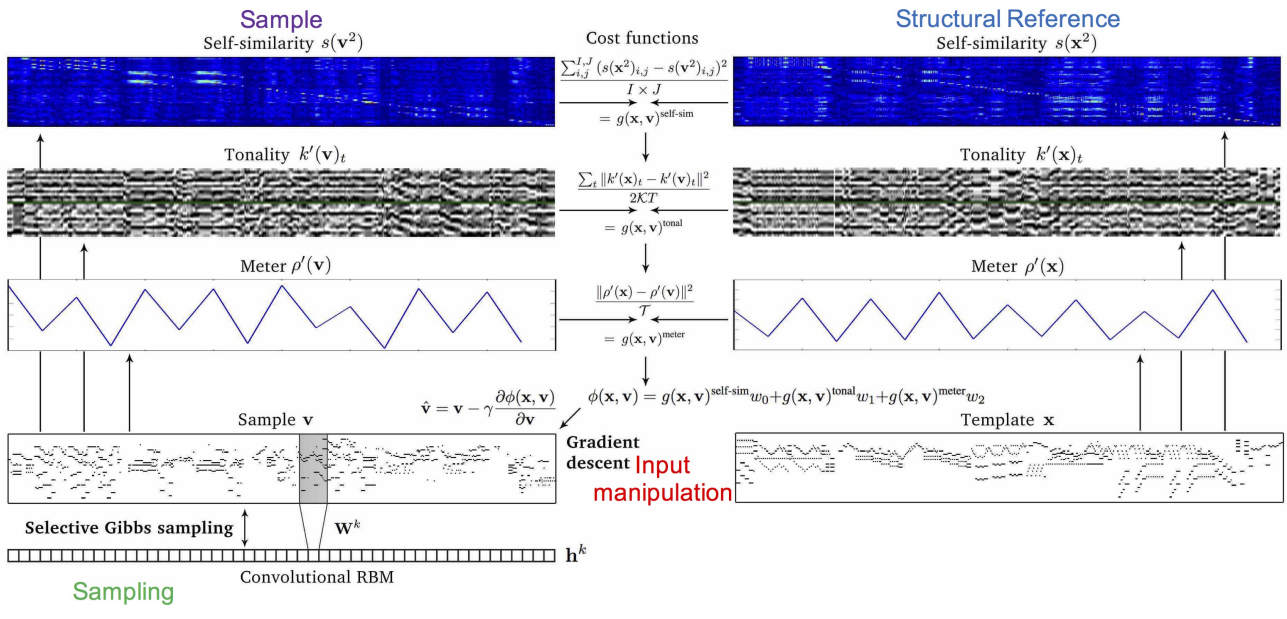 Sample
Structural Reference
Self-similarity s(v²)
Cost functions
Self-similarity s(x²)
∑_{i,j}^{I,J} (s(x²)_{i,j} − s(v²)_{i,j})²
I × J
= g(x, v)^{self-sim}
Tonality k′(v)_t
Tonality k′(x)_t
∑_t ‖k′(x)_t − k′(v)_t‖²
2𝒦T
= g(x, v)^{tonal}
Meter ρ′(v)
Meter ρ′(x)
‖ρ′(x) − ρ′(v)‖²
𝒯
= g(x, v)^{meter}
v̂ = v − γ ∂ϕ(x, v)/∂v
ϕ(x, v) = g(x, v)^{self-sim}w₀+g(x, v)^{tonal}w₁+g(x, v)^{meter}w₂
Sample v
Template x
Gradient
descent Input
manipulation
Selective Gibbs sampling
W^k
h^k
Convolutional RBM
Sampling